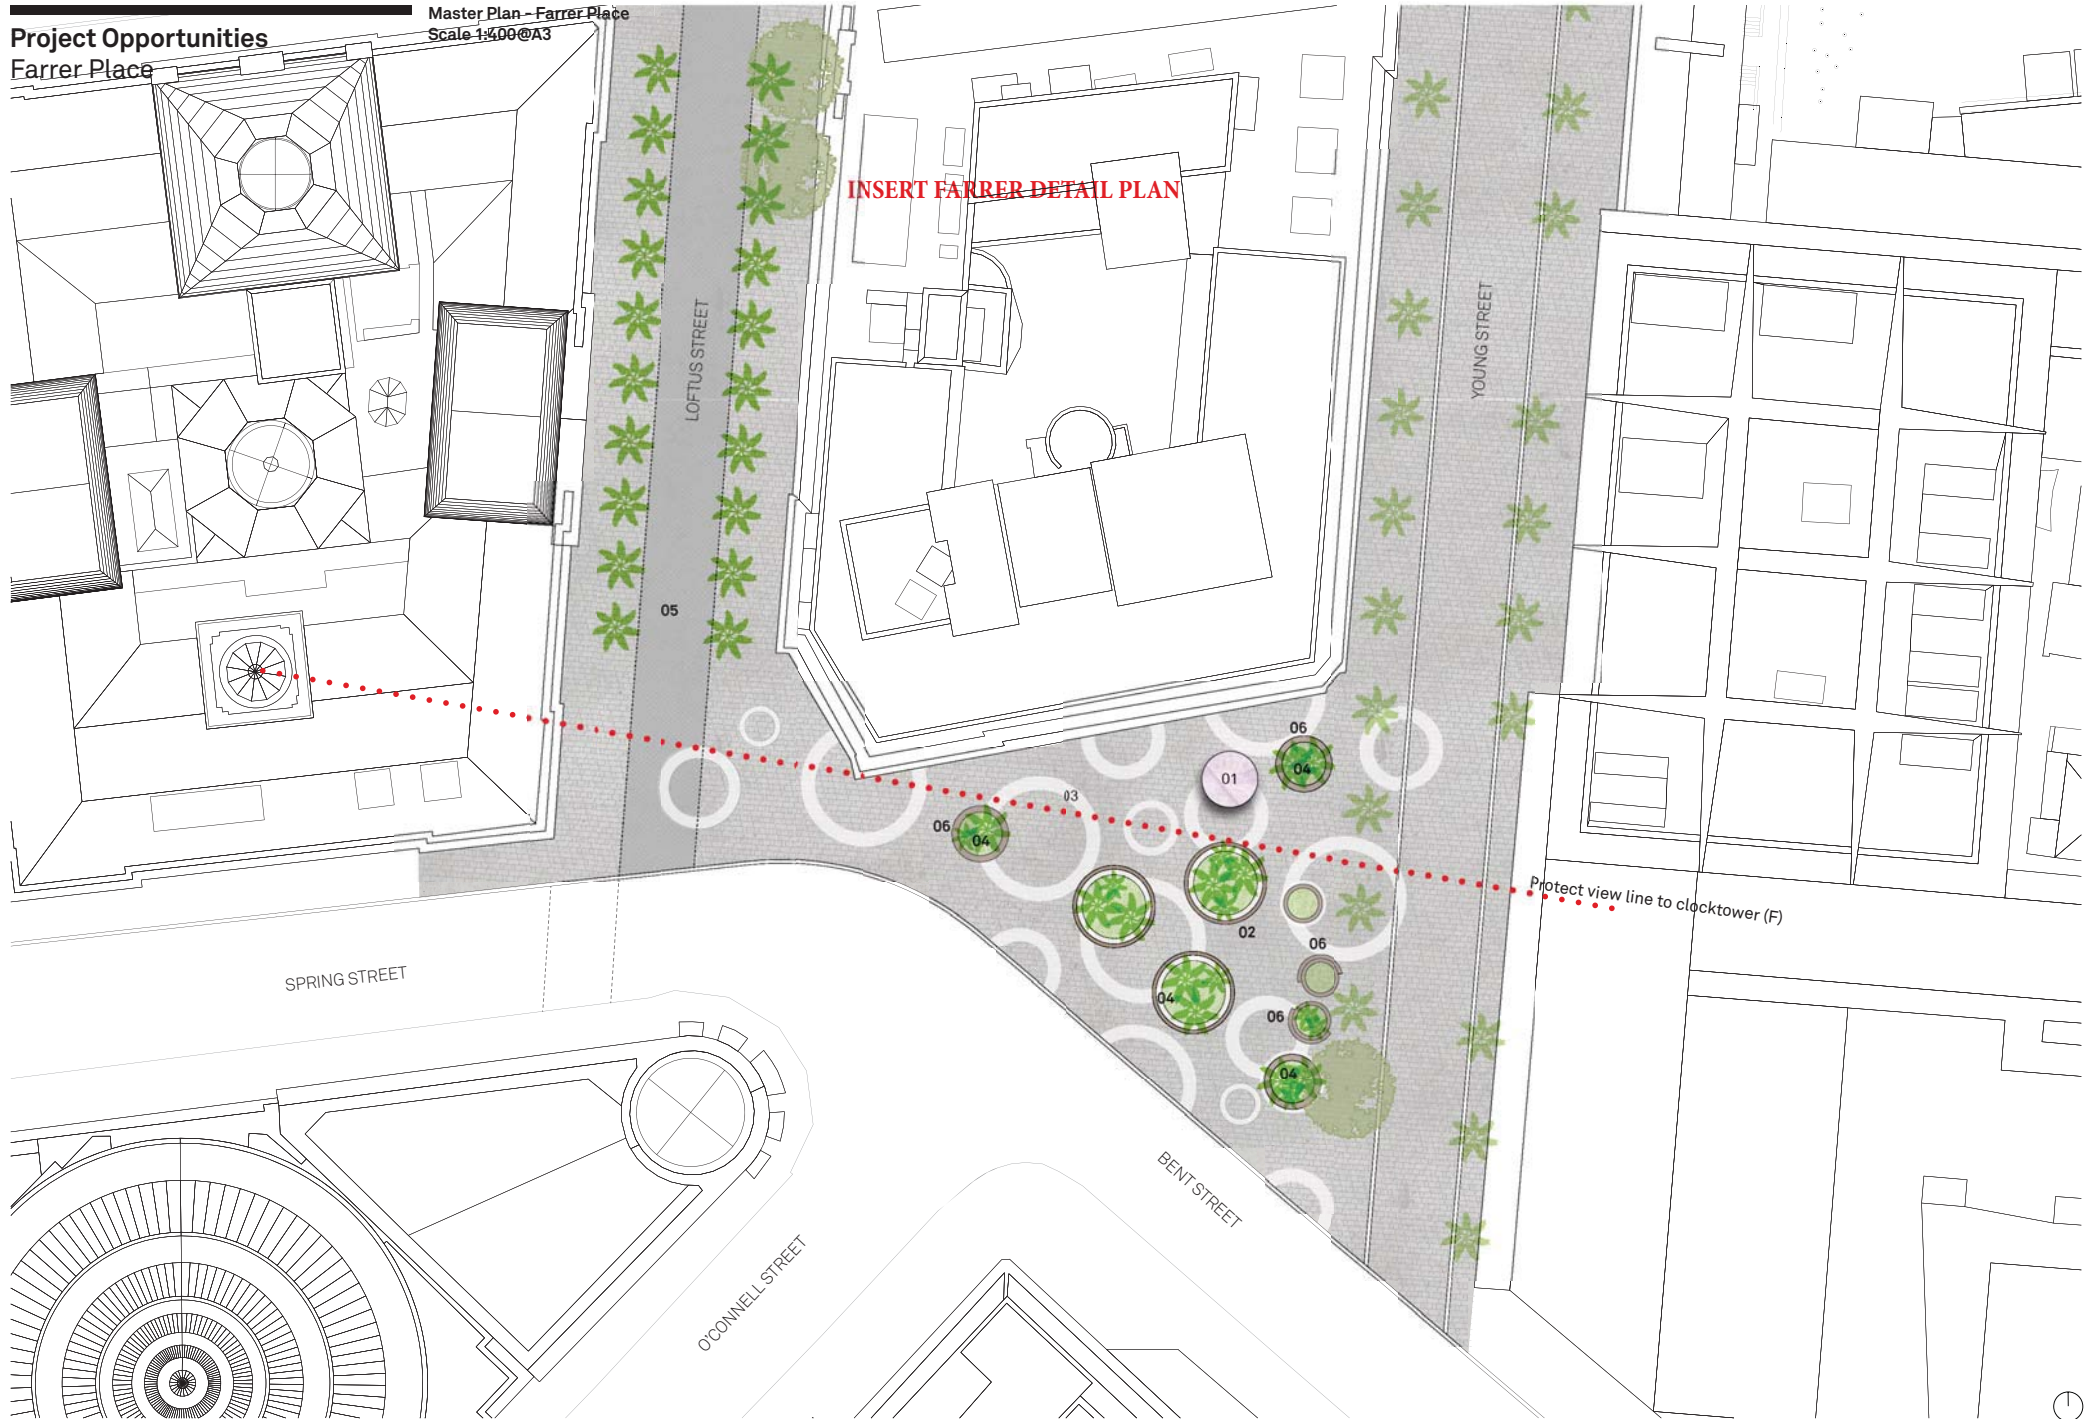 Master Plan - Farrer Place
Scale 1:400@A3
Project Opportunities
Farrer Place
INSERT FARRER DETAIL PLAN
LOFTUS STREET
YOUNG STREET
05
06
01
04
03
06
04
02
06
04
06
04
Protect view line to clocktower (F)
SPRING STREET
BENT STREET
O'CONNELL STREET